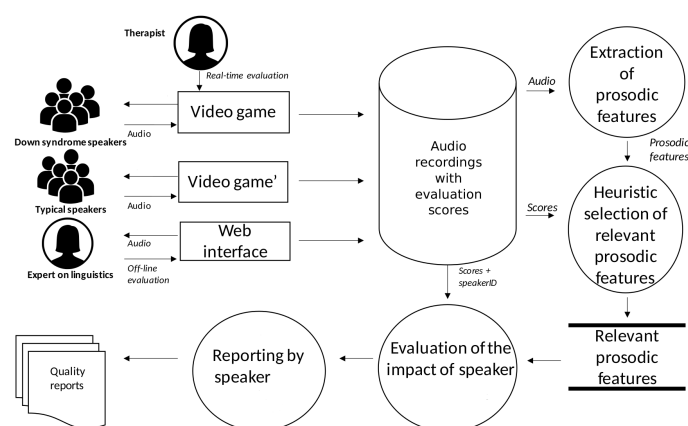 Therapist
Real-time evaluation
Video game
Audio
Down syndrome speakers
Video game’
Audio
Typical speakers
Web
interface
Audio
Expert on linguistics
Off-line
evaluation
Audio
recordings
with
evaluation
scores
Audio
Extraction
of
prosodic
features
Prosodic
features
Scores
Heuristic
selection of
relevant
prosodic
features
Scores +
speakerID
Relevant
prosodic
features
Evaluation of the
impact of speaker
Reporting by
speaker
Quality
reports